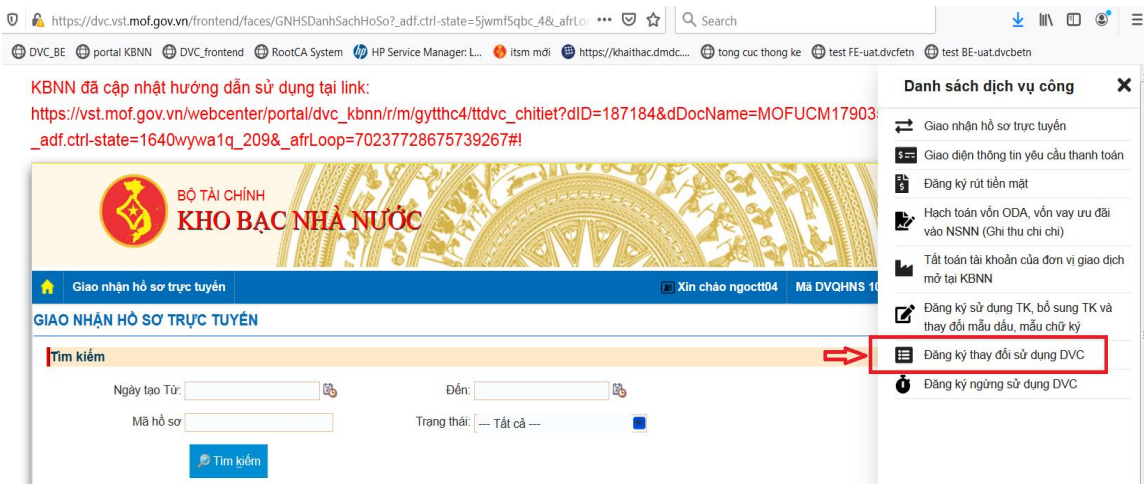 https://dvc.vst.mof.gov.vn/frontend/faces/GNHSDanhSachHoSo?_adf.ctrl-state=5jwmf5qbc_4&_afrLo
Search
DVC_BE portal KBNN DVC_frontend RootCA System HP Service Manager: L... itsm mới https://khaithac.dmdc.... tong cuc thong ke test FE-uat.dvcfetn test BE-uat.dvcbetn
KBNN đã cập nhật hướng dẫn sử dụng tại link:
https://vst.mof.gov.vn/webcenter/portal/dvc_kbnn/r/m/gytthc4/ttdvc_chitiet?dID=187184&dDocName=MOFUCM17903
_adf.ctrl-state=1640wywa1q_209&_afrLoop=70237728675739267#!
BỘ TÀI CHÍNH
KHO BẠC NHÀ NƯỚC
Giao nhận hồ sơ trực tuyến
Xin chào ngoctt04 Mã DVQHNS 10
GIAO NHẬN HỒ SƠ TRỰC TUYẾN
Tìm kiếm
Ngày tạo Từ: Đến:
Mã hồ sơ Trạng thái: --- Tất cả ---
Tìm kiếm
Danh sách dịch vụ công
Giao nhận hồ sơ trực tuyến
Giao diện thông tin yêu cầu thanh toán
Đăng ký rút tiền mặt
Hạch toán vốn ODA, vốn vay ưu đãi
vào NSNN (Ghi thu chi chi)
Tất toán tài khoản của đơn vị giao dịch
mở tại KBNN
Đăng ký sử dụng TK, bổ sung TK và
thay đổi mẫu dấu, mẫu chữ ký
Đăng ký thay đổi sử dụng DVC
Đăng ký ngừng sử dụng DVC